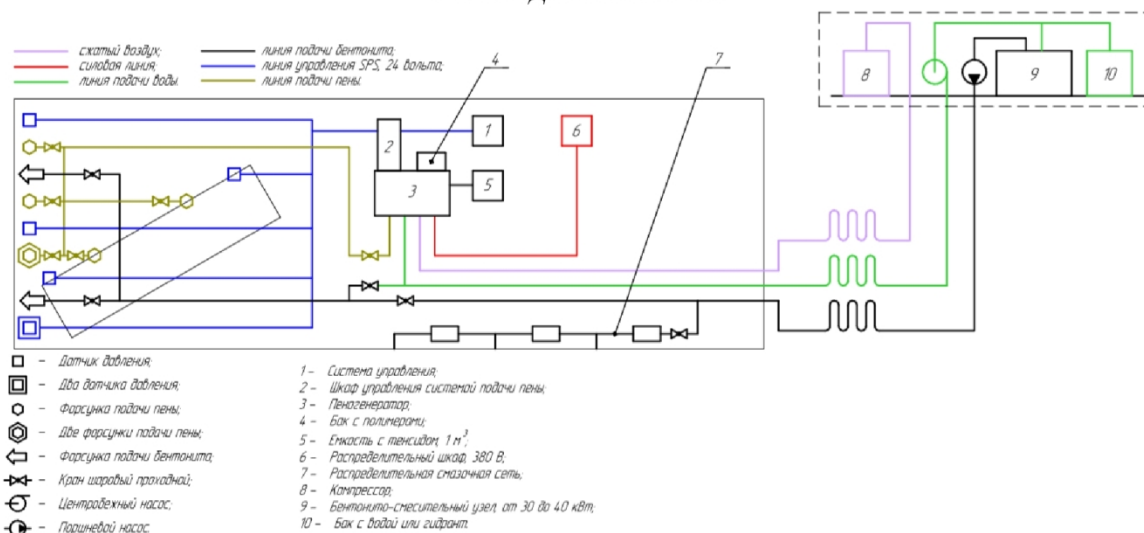 сжатый воздух;
силовая линия;
линия подачи воды.
линия подачи бентонита;
линия управления SPS, 24 вольта;
линия подачи пены.
4
7
8
9
10
1
2
6
3
5
– Датчик давления;
– Два датчика давления;
– Форсунка подачи пены;
– Две форсунки подачи пены;
– Форсунка подачи бентонита;
– Кран шаровый проходной;
– Центробежный насос;
– Поршневой насос.
1 – Система управления;
2 – Шкаф управления системой подачи пены;
3 – Пеногенератор;
4 – Бак с полимерами;
5 – Емкость с тенсидом, 1 м³;
6 – Распределительный шкаф, 380 В;
7 – Распределительная смазочная сеть;
8 – Компрессор;
9 – Бентонито-смесительный узел, от 30 до 40 кВт;
10 – Бак с водой или гидрант.